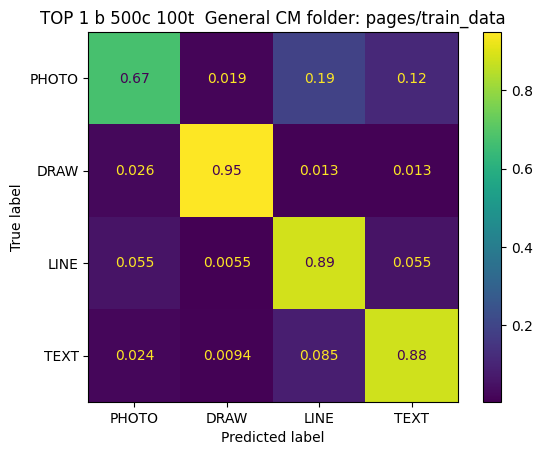 TOP 1 b 500c 100t  General CM folder: pages/train_data
PHOTO 0.67 0.019 0.19 0.12
DRAW 0.026 0.95 0.013 0.013
LINE 0.055 0.0055 0.89 0.055
TEXT 0.024 0.0094 0.085 0.88
PHOTO DRAW LINE TEXT
Predicted label
True label
0.8
0.6
0.4
0.2